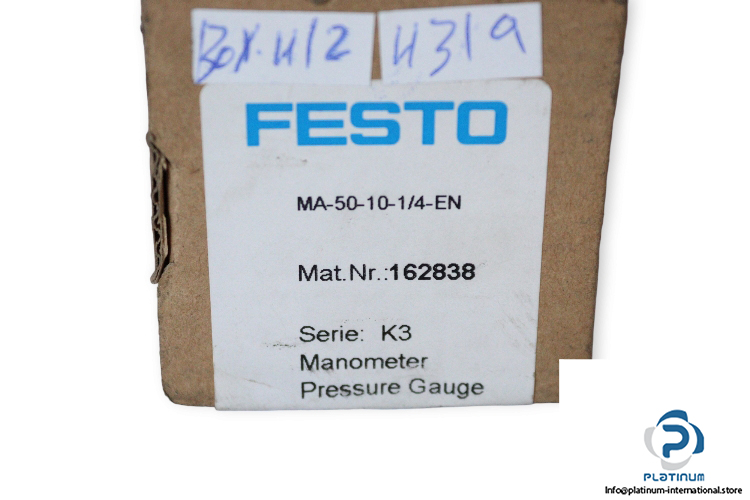 Box.412 431a
FESTO
MA-50-10-1/4-EN
Mat.Nr.:162838
Serie: K3
Manometer
Pressure Gauge
PLATINUM
Info@platinum-international.store